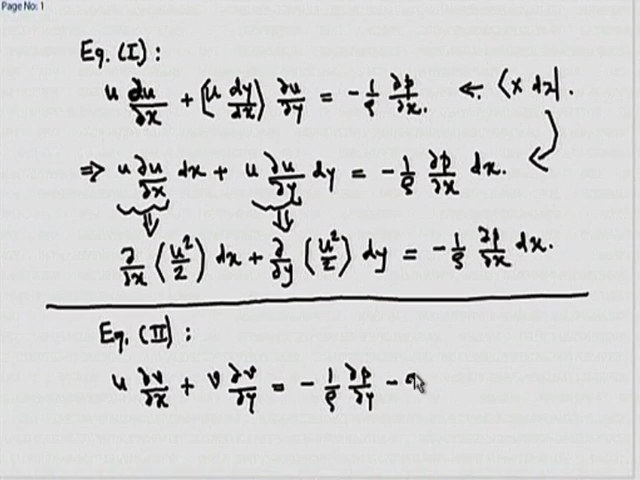 Page No: 1
Eq. (I) :
u ∂u/∂x + (u dy/dx) ∂u/∂y = - 1/ρ ∂p/∂x. ← (x dx).
⇒ u ∂u/∂x dx + u ∂u/∂y dy = - 1/ρ ∂p/∂x dx.
∂/∂x (u²/2) dx + ∂/∂y (u²/2) dy = - 1/ρ ∂p/∂x dx.
Eq. (II) :
u ∂v/∂x + v ∂v/∂y = - 1/ρ ∂p/∂y -